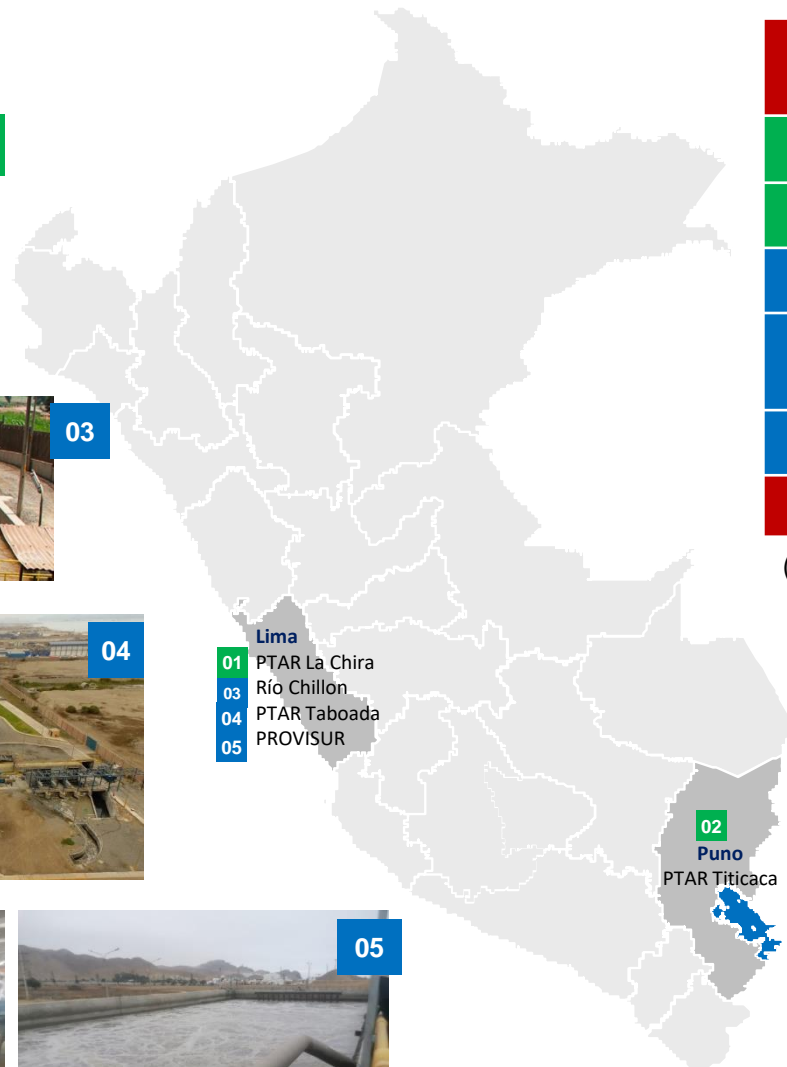 03
04
Lima
01 PTAR La Chira
03 Río Chillon
04 PTAR Taboada
05 PROVISUR
02
Puno
PTAR Titicaca
05
(